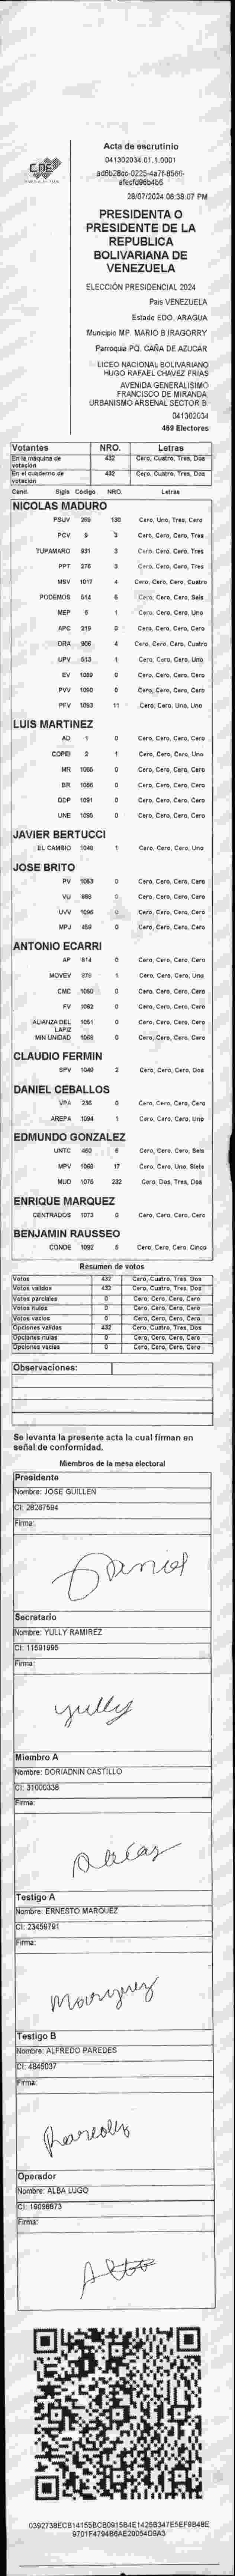 CNE
Acta de escrutinio
041302034.01.1.0001
28/07/2024 06:38:07 PM
PRESIDENTA O
PRESIDENTE DE LA
REPUBLICA
BOLIVARIANA DE
VENEZUELA
ELECCIÓN PRESIDENCIAL 2024
Pais VENEZUELA
Estado EDO. ARAGUA
Municipio MP. MARIO B IRAGORRY
Parroquia PQ. CAÑA DE AZUCAR
LICEO NACIONAL BOLIVARIANO
HUGO RAFAEL CHAVEZ FRIAS
AVENIDA GENERALISIMO
FRANCISCO DE MIRANDA
URBANISMO ARSENAL SECTOR B
041302034
489 Electores
Votantes NRO. Letras
En la máquina de votación 432 Cero, Cuatro, Tres, Dos
En el cuaderno de votación 432 Cero, Cuatro, Tres, Dos
Cand. Sigla Código NRO. Letras
NICOLAS MADURO
PSUV 269 130 Cero, Uno, Tres, Cero
PCV 9 3 Cero, Cero, Cero, Tres
TUPAMARO 931 3 Cero, Cero, Cero, Tres
PPT 276 3 Cero, Cero, Cero, Tres
MSV 1017 4 Cero, Cero, Cero, Cuatro
PODEMOS 514 6 Cero, Cero, Cero, Seis
MEP 6 1 Cero, Cero, Cero, Uno
APC 219 0 Cero, Cero, Cero, Cero
ORA 906 4 Cero, Cero, Cero, Cuatro
UPV 513 1 Cero, Cero, Cero, Uno
EV 1089 0 Cero, Cero, Cero, Cero
PVV 1090 0 Cero, Cero, Cero, Cero
PFV 1093 11 Cero, Cero, Uno, Uno
LUIS MARTINEZ
AD 1 0 Cero, Cero, Cero, Cero
COPEI 2 1 Cero, Cero, Cero, Uno
MR 1065 0 Cero, Cero, Cero, Cero
BR 1066 0 Cero, Cero, Cero, Cero
DDP 1091 0 Cero, Cero, Cero, Cero
UNE 1095 0 Cero, Cero, Cero, Cero
JAVIER BERTUCCI
EL CAMBIO 1048 1 Cero, Cero, Cero, Uno
JOSE BRITO
PV 1053 0 Cero, Cero, Cero, Cero
VU 888 0 Cero, Cero, Cero, Cero
UVV 1096 0 Cero, Cero, Cero, Cero
MPJ 458 0 Cero, Cero, Cero, Cero
ANTONIO ECARRI
AP 814 0 Cero, Cero, Cero, Cero
MOVEV 878 1 Cero, Cero, Cero, Uno
CMC 1050 0 Cero, Cero, Cero, Cero
FV 1062 0 Cero, Cero, Cero, Cero
ALIANZA DEL LAPIZ 1051 0 Cero, Cero, Cero, Cero
MIN UNIDAD 1068 0 Cero, Cero, Cero, Cero
CLAUDIO FERMIN
SPV 1049 2 Cero, Cero, Cero, Dos
DANIEL CEBALLOS
VPA 236 0 Cero, Cero, Cero, Cero
AREPA 1094 1 Cero, Cero, Cero, Uno
EDMUNDO GONZALEZ
UNTC 460 6 Cero, Cero, Cero, Seis
MPV 1069 17 Cero, Cero, Uno, Siete
MUD 1075 232 Cero, Dos, Tres, Dos
ENRIQUE MARQUEZ
CENTRADOS 1073 0 Cero, Cero, Cero, Cero
BENJAMIN RAUSSEO
CONDE 1092 5 Cero, Cero, Cero, Cinco
Resumen de votos
Votos 432 Cero, Cuatro, Tres, Dos
Votos validos 432 Cero, Cuatro, Tres, Dos
Votos parciales 0 Cero, Cero, Cero, Cero
Votos nulos 0 Cero, Cero, Cero, Cero
Votos vacios 0 Cero, Cero, Cero, Cero
Opciones validas 432 Cero, Cuatro, Tres, Dos
Opciones nulas 0 Cero, Cero, Cero, Cero
Opciones vacias 0 Cero, Cero, Cero, Cero
Observaciones:
Se levanta la presente acta la cual firman en
señal de conformidad.
Miembros de la mesa electoral
Presidente
Nombre: JOSE GUILLEN
CI: 28267594
Firma:
Daniel
Secretario
Nombre: YULLY RAMIREZ
CI: 11591995
Firma:
yully
Miembro A
Nombre: DORIADNIN CASTILLO
CI: 31000338
Firma:
Testigo A
Nombre: ERNESTO MARQUEZ
CI: 23459791
Firma:
Marquez
Testigo B
Nombre: ALFREDO PAREDES
CI: 4845037
Firma:
Paredes
Operador
Nombre: ALBA LUGO
CI: 16098873
Firma:
Alba